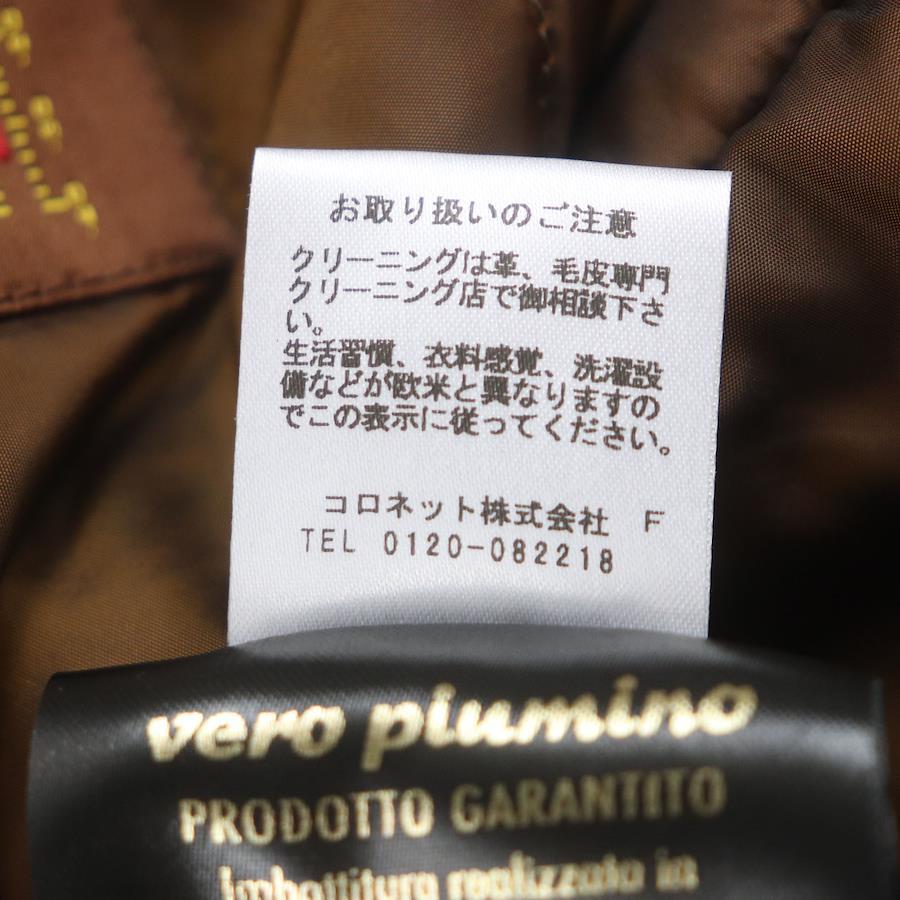 お取り扱いのご注意
クリーニングは革、毛皮専門
クリーニング店で御相談下さ
い。
生活習慣、衣料感覚、洗濯設
備などが欧米と異なりますの
でこの表示に従ってください。
コロネット株式会社 F
TEL 0120-082218
vero piumino
PRODOTTO GARANTITO
imbottitura realizzata in